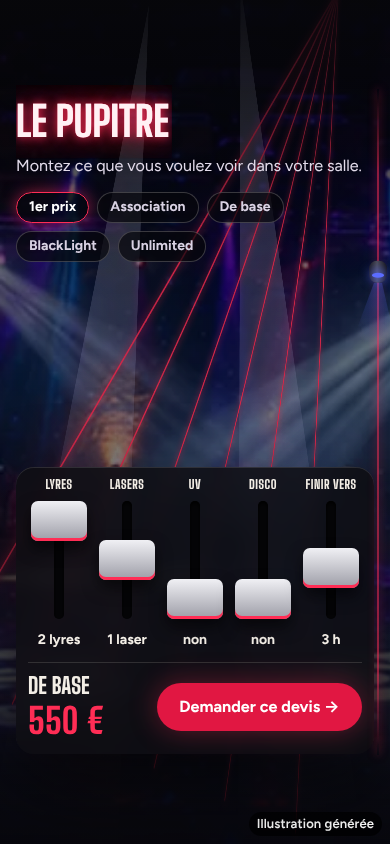 LE PUPITRE
Montez ce que vous voulez voir dans votre salle.
1er prix Association De base
BlackLight Unlimited
LYRES LASERS UV DISCO FINIR VERS
2 lyres 1 laser non non 3 h
DE BASE
550 €
Demander ce devis →
Illustration générée